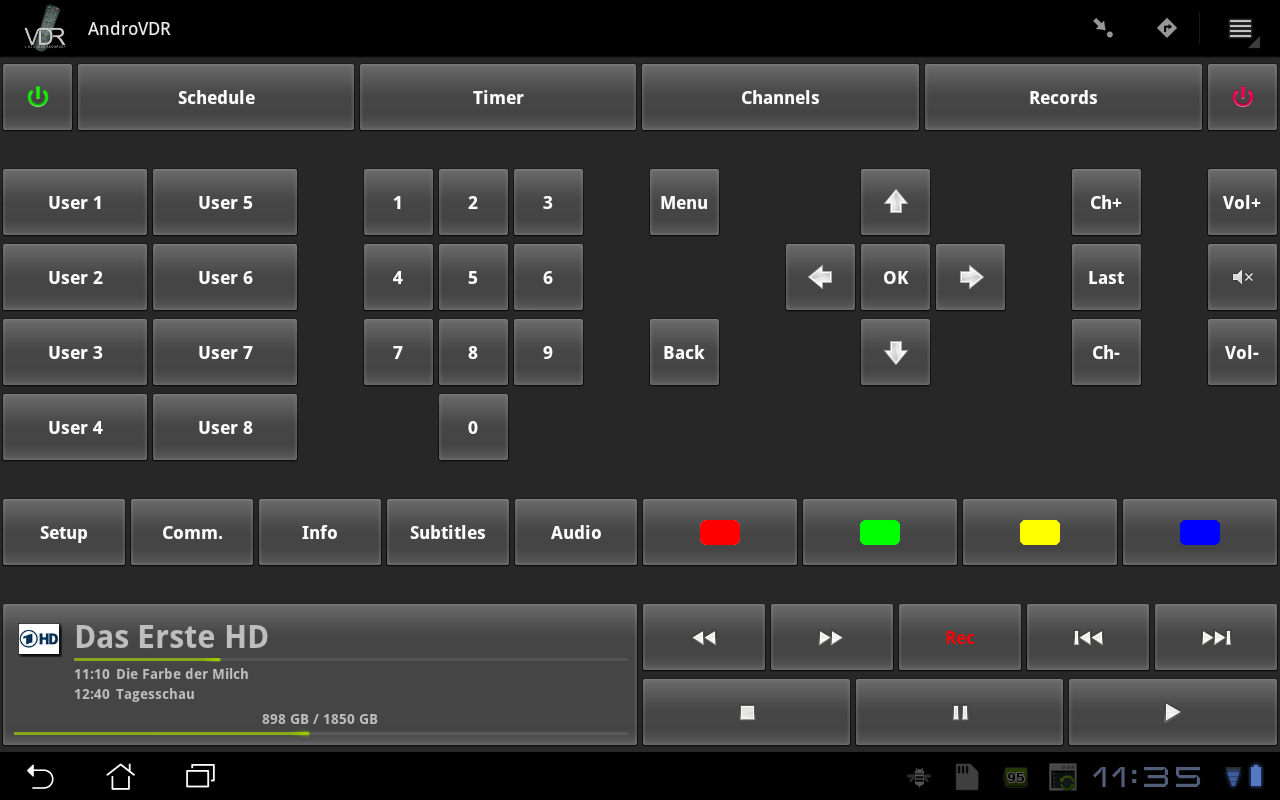 VDR AndroVDR
Schedule Timer Channels Records
User 1 User 5 1 2 3 Menu Ch+ Vol+
User 2 User 6 4 5 6 OK Last
User 3 User 7 7 8 9 Back Ch- Vol-
User 4 User 8 0
Setup Comm. Info Subtitles Audio
HD Das Erste HD
11:10 Die Farbe der Milch
12:40 Tagesschau
898 GB / 1850 GB
Rec
95 11:35